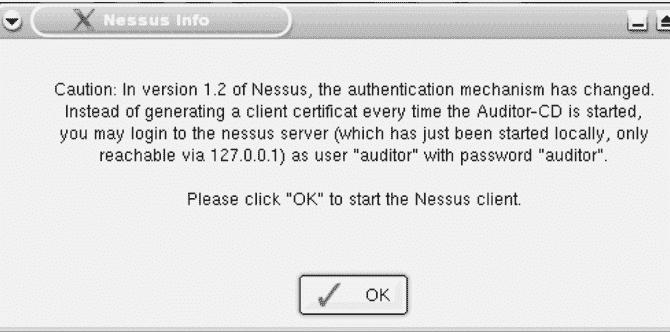 Nessus Info
Caution: In version 1.2 of Nessus, the authentication mechanism has changed.
Instead of generating a client certificat every time the Auditor-CD is started,
you may login to the nessus server (which has just been started locally, only
reachable via 127.0.0.1) as user "auditor" with password "auditor".
Please click "OK" to start the Nessus client.
OK